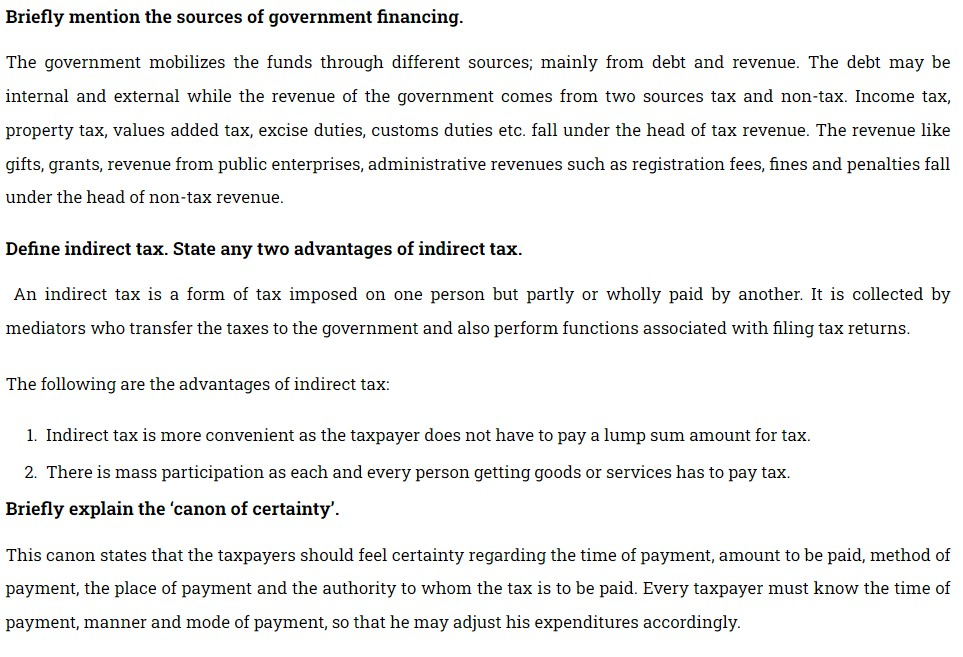 Briefly mention the sources of government financing.
The government mobilizes the funds through different sources; mainly from debt and revenue. The debt may be
internal and external while the revenue of the government comes from two sources tax and non-tax. Income tax,
property tax, values added tax, excise duties, customs duties etc. fall under the head of tax revenue. The revenue like
gifts, grants, revenue from public enterprises, administrative revenues such as registration fees, fines and penalties fall
under the head of non-tax revenue.
Define indirect tax. State any two advantages of indirect tax.
An indirect tax is a form of tax imposed on one person but partly or wholly paid by another. It is collected by
mediators who transfer the taxes to the government and also perform functions associated with filing tax returns.
The following are the advantages of indirect tax:
1. Indirect tax is more convenient as the taxpayer does not have to pay a lump sum amount for tax.
2. There is mass participation as each and every person getting goods or services has to pay tax.
Briefly explain the ‘canon of certainty’.
This canon states that the taxpayers should feel certainty regarding the time of payment, amount to be paid, method of
payment, the place of payment and the authority to whom the tax is to be paid. Every taxpayer must know the time of
payment, manner and mode of payment, so that he may adjust his expenditures accordingly.